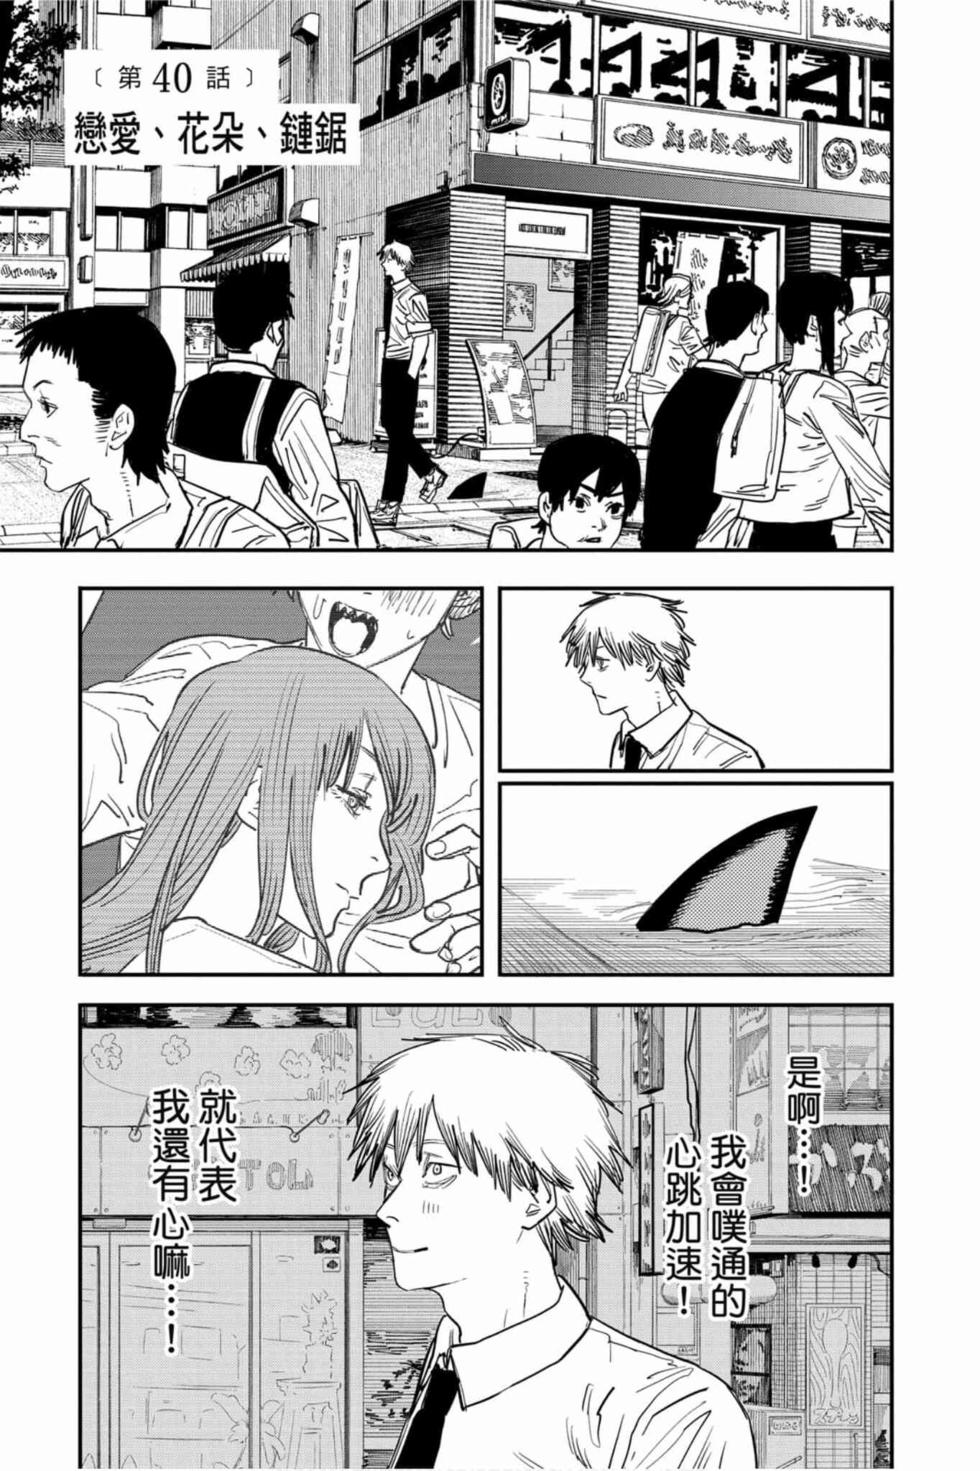 〔第40話〕
戀愛、花朵、鏈鋸
是啊⋯⋯！
我會噗通的
心跳加速！
就代表
我還有心嘛⋯⋯！